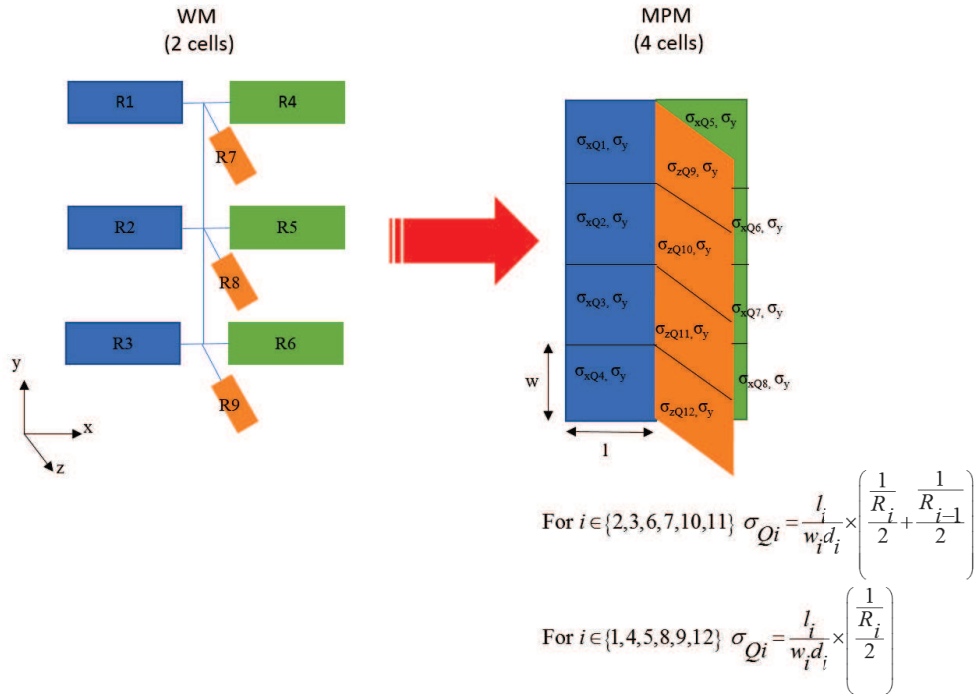 WM
(2 cells)
MPM
(4 cells)
R1
R4
R7
R2
R5
R8
R3
R6
R9
y
x
z
σxQ1, σy
σxQ5, σy
σzQ9, σy
σxQ2, σy
σxQ6, σy
σzQ10,σy
σxQ3, σy
σxQ7, σy
σzQ11,σy
σxQ4, σy
σxQ8, σy
σzQ12,σy
w
l
For i∈{2,3,6,7,10,11} σQi = li/(wi di) × ((1/Ri)/2 + (1/Ri−1)/2)
For i∈{1,4,5,8,9,12} σQi = li/(wi di) × ((1/Ri)/2)